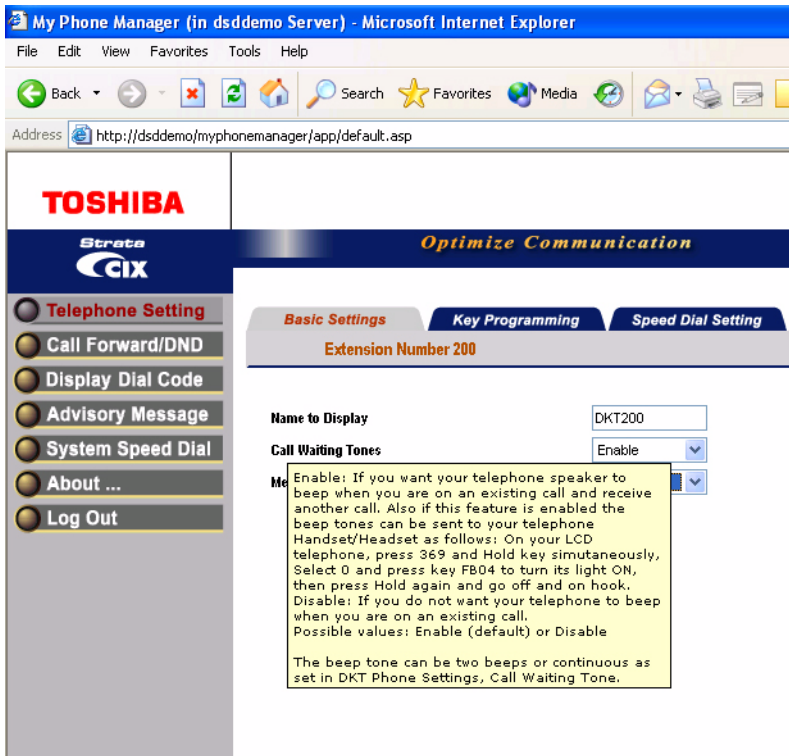 My Phone Manager (in dsddemo Server) - Microsoft Internet Explorer
File Edit View Favorites Tools Help
Back Search Favorites Media
Address http://dsddemo/myphonemanager/app/default.asp
TOSHIBA
Strata
CIX
Optimize Communication
Telephone Setting
Call Forward/DND
Display Dial Code
Advisory Message
System Speed Dial
About ...
Log Out
Basic Settings Key Programming Speed Dial Setting
Extension Number 200
Name to Display DKT200
Call Waiting Tones Enable
Me
Enable: If you want your telephone speaker to
beep when you are on an existing call and receive
another call. Also if this feature is enabled the
beep tones can be sent to your telephone
Handset/Headset as follows: On your LCD
telephone, press 369 and Hold key simutaneously,
Select 0 and press key FB04 to turn its light ON,
then press Hold again and go off and on hook.
Disable: If you do not want your telephone to beep
when you are on an existing call.
Possible values: Enable (default) or Disable
The beep tone can be two beeps or continuous as
set in DKT Phone Settings, Call Waiting Tone.